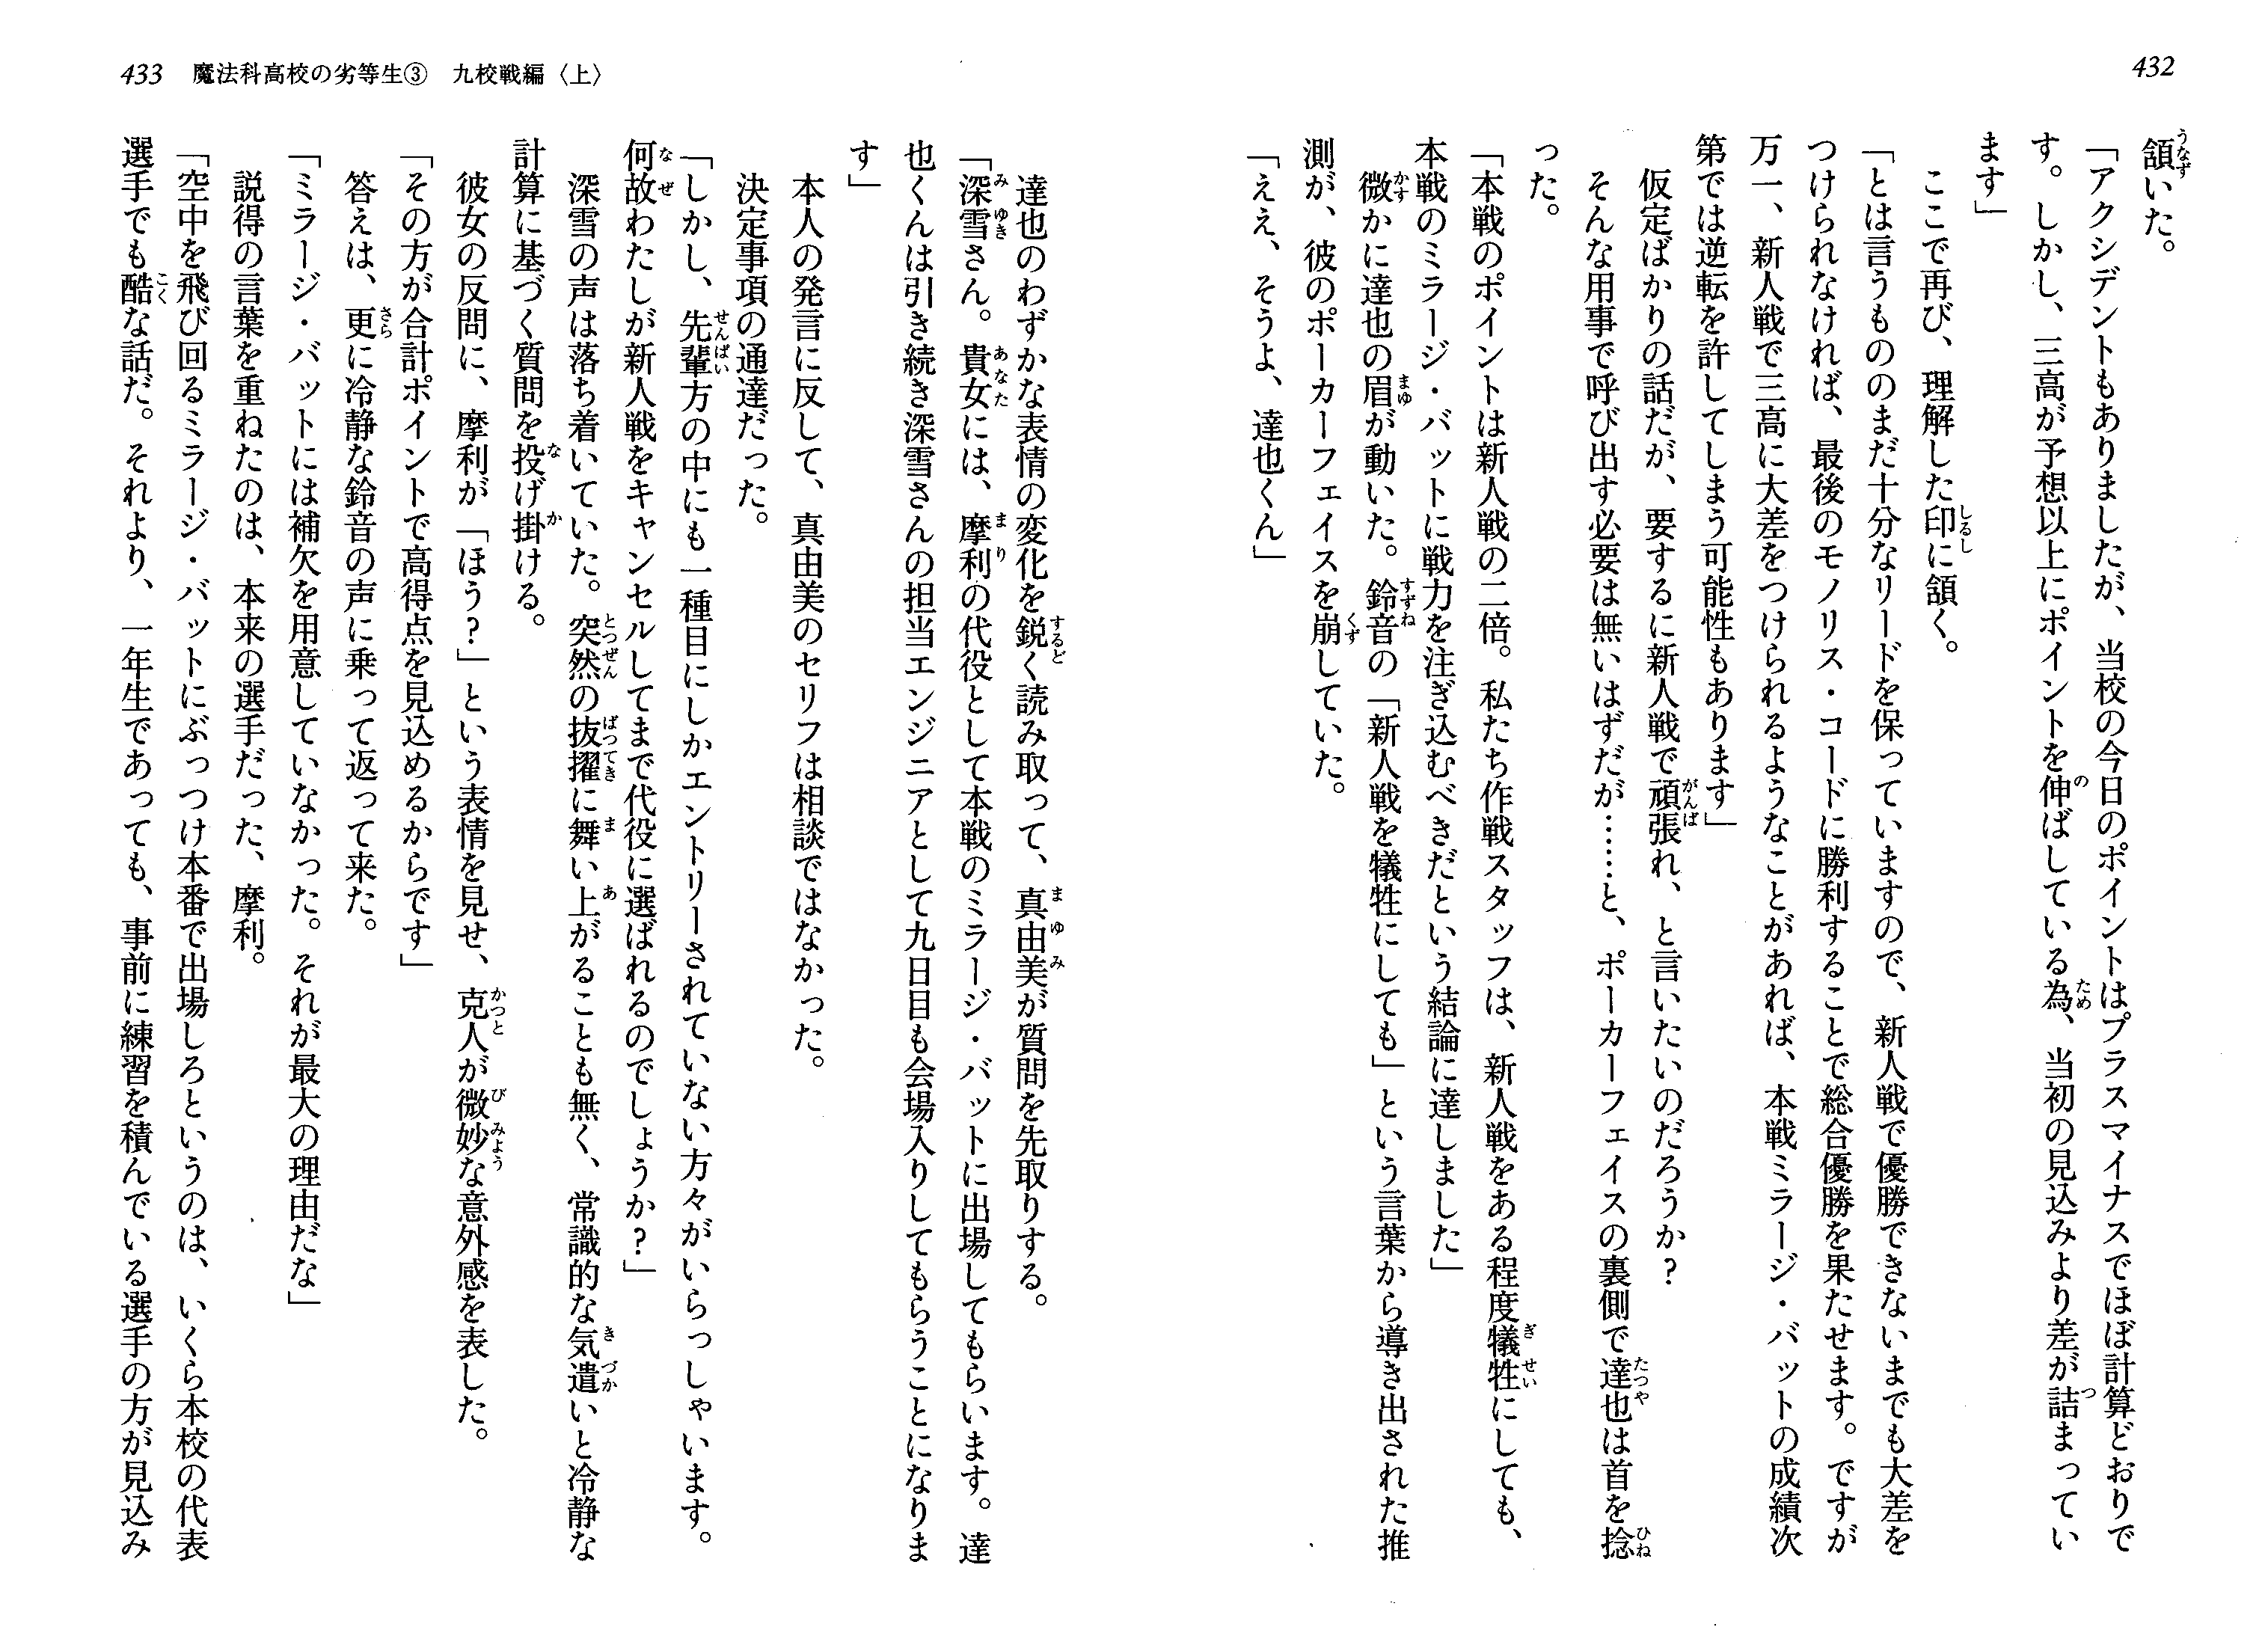 432
頷いた。
「アクシデントもありましたが、当校の今日のポイントはプラスマイナスでほぼ計算どおりで
す。しかし、三高が予想以上にポイントを伸ばしている為、当初の見込みより差が詰まってい
ます」
ここで再び、理解した印に頷く。
「とは言うもののまだ十分なリードを保っていますので、新人戦で優勝できないまでも大差を
つけられなければ、最後のモノリス・コードに勝利することで総合優勝を果たせます。ですが
万一、新人戦で三高に大差をつけられるようなことがあれば、本戦ミラージ・バットの成績次
第では逆転を許してしまう可能性もあります」
仮定ばかりの話だが、要するに新人戦で頑張れ、と言いたいのだろうか?
そんな用事で呼び出す必要は無いはずだが……と、ポーカーフェイスの裏側で達也は首を捻
った。
「本戦のポイントは新人戦の二倍。私たち作戦スタッフは、新人戦をある程度犠牲にしても、
本戦のミラージ・バットに戦力を注ぎ込むべきだという結論に達しました」
微かに達也の眉が動いた。鈴音の「新人戦を犠牲にしても」という言葉から導き出された推
測が、彼のポーカーフェイスを崩していた。
「ええ、そうよ、達也くん」
433 魔法科高校の劣等生③ 九校戦編〈上〉
達也のわずかな表情の変化を鋭く読み取って、真由美が質問を先取りする。
「深雪さん。貴女には、摩利の代役として本戦のミラージ・バットに出場してもらいます。達
也くんは引き続き深雪さんの担当エンジニアとして九日目も会場入りしてもらうことになりま
す」
本人の発言に反して、真由美のセリフは相談ではなかった。
決定事項の通達だった。
「しかし、先輩方の中にも一種目にしかエントリーされていない方々がいらっしゃいます。
何故わたしが新人戦をキャンセルしてまで代役に選ばれるのでしょうか?」
深雪の声は落ち着いていた。突然の抜擢に舞い上がることも無く、常識的な気遣いと冷静な
計算に基づく質問を投げ掛ける。
彼女の反問に、摩利が「ほう?」という表情を見せ、克人が微妙な意外感を表した。
「その方が合計ポイントで高得点を見込めるからです」
答えは、更に冷静な鈴音の声に乗って返って来た。
「ミラージ・バットには補欠を用意していなかった。それが最大の理由だな」
説得の言葉を重ねたのは、本来の選手だった、摩利。
「空中を飛び回るミラージ・バットにぶっつけ本番で出場しろというのは、いくら本校の代表
選手でも酷な話だ。それより、一年生であっても、事前に練習を積んでいる選手の方が見込み